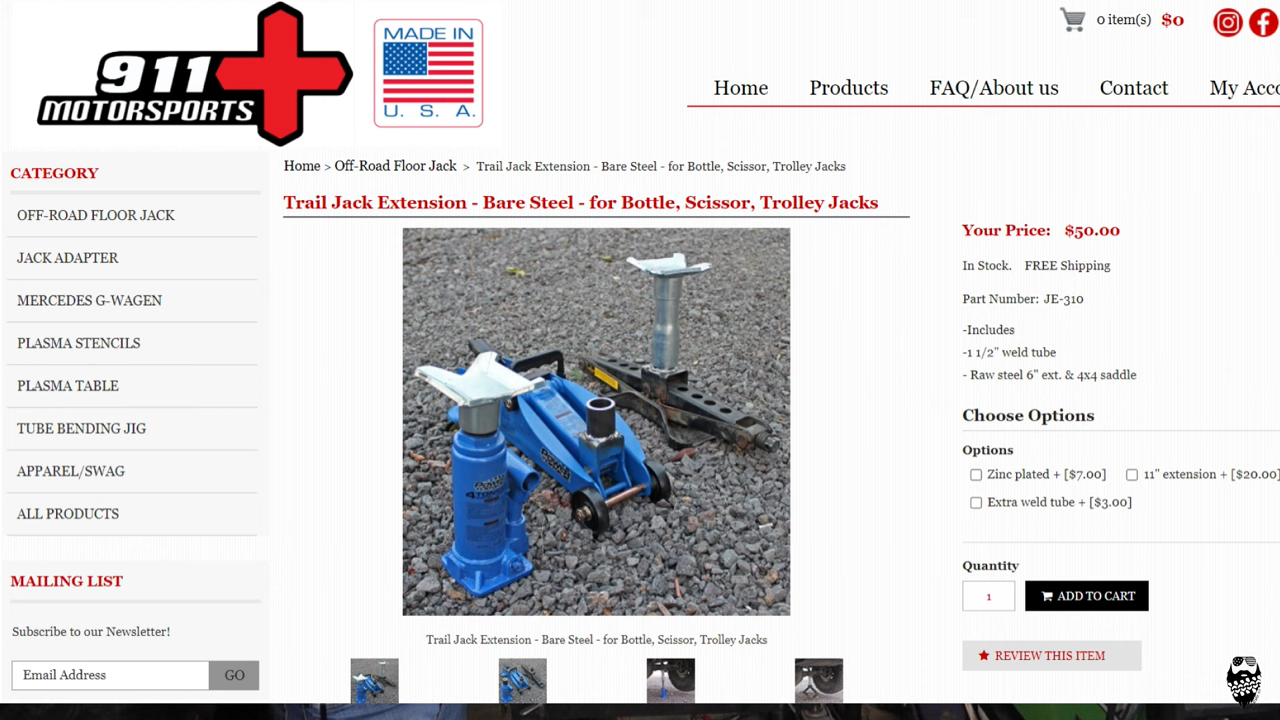 911
MOTORSPORTS
MADE IN
U. S. A.
0 item(s) $0
Home Products FAQ/About us Contact My Acco
CATEGORY
OFF-ROAD FLOOR JACK
JACK ADAPTER
MERCEDES G-WAGEN
PLASMA STENCILS
PLASMA TABLE
TUBE BENDING JIG
APPAREL/SWAG
ALL PRODUCTS
MAILING LIST
Subscribe to our Newsletter!
Email Address GO
Home > Off-Road Floor Jack > Trail Jack Extension - Bare Steel - for Bottle, Scissor, Trolley Jacks
Trail Jack Extension - Bare Steel - for Bottle, Scissor, Trolley Jacks
Trail Jack Extension - Bare Steel - for Bottle, Scissor, Trolley Jacks
Your Price: $50.00
In Stock. FREE Shipping
Part Number: JE-310
-Includes
-1 1/2" weld tube
- Raw steel 6" ext. & 4x4 saddle
Choose Options
Options
Zinc plated + [$7.00] 11" extension + [$20.00]
Extra weld tube + [$3.00]
Quantity
1 ADD TO CART
REVIEW THIS ITEM